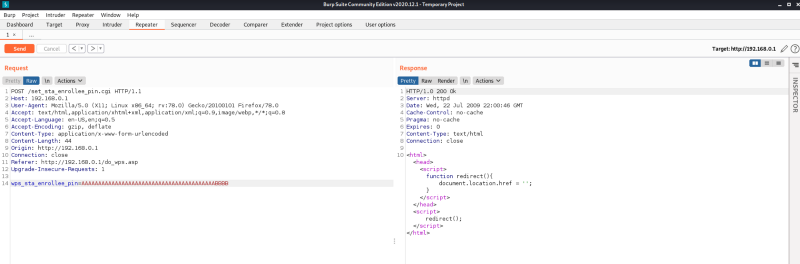 Burp Suite Community Edition v2020.12.1 - Temporary Project
Burp Project Intruder Repeater Window Help
Dashboard Target Proxy Intruder Repeater Sequencer Decoder Comparer Extender Project options User options
1 × ...
Send Cancel < > Target: http://192.168.0.1
Request
Pretty Raw \n Actions
1 POST /set_sta_enrollee_pin.cgi HTTP/1.1
2 Host: 192.168.0.1
3 User-Agent: Mozilla/5.0 (X11; Linux x86_64; rv:78.0) Gecko/20100101 Firefox/78.0
4 Accept: text/html,application/xhtml+xml,application/xml;q=0.9,image/webp,*/*;q=0.8
5 Accept-Language: en-US,en;q=0.5
6 Accept-Encoding: gzip, deflate
7 Content-Type: application/x-www-form-urlencoded
8 Content-Length: 44
9 Origin: http://192.168.0.1
10 Connection: close
11 Referer: http://192.168.0.1/do_wps.asp
12 Upgrade-Insecure-Requests: 1
13
14
Response
Pretty Raw Render \n Actions
1 HTTP/1.0 200 Ok
2 Server: httpd
3 Date: Wed, 22 Jul 2009 22:00:46 GMT
4 Cache-Control: no-cache
5 Pragma: no-cache
6 Expires: 0
7 Content-Type: text/html
8 Connection: close
9
10 <html>
<head>
<script>
function redirect(){
document.location.href = '';
}
</script>
</head>
<script>
redirect();
</script>
</html>
INSPECTOR